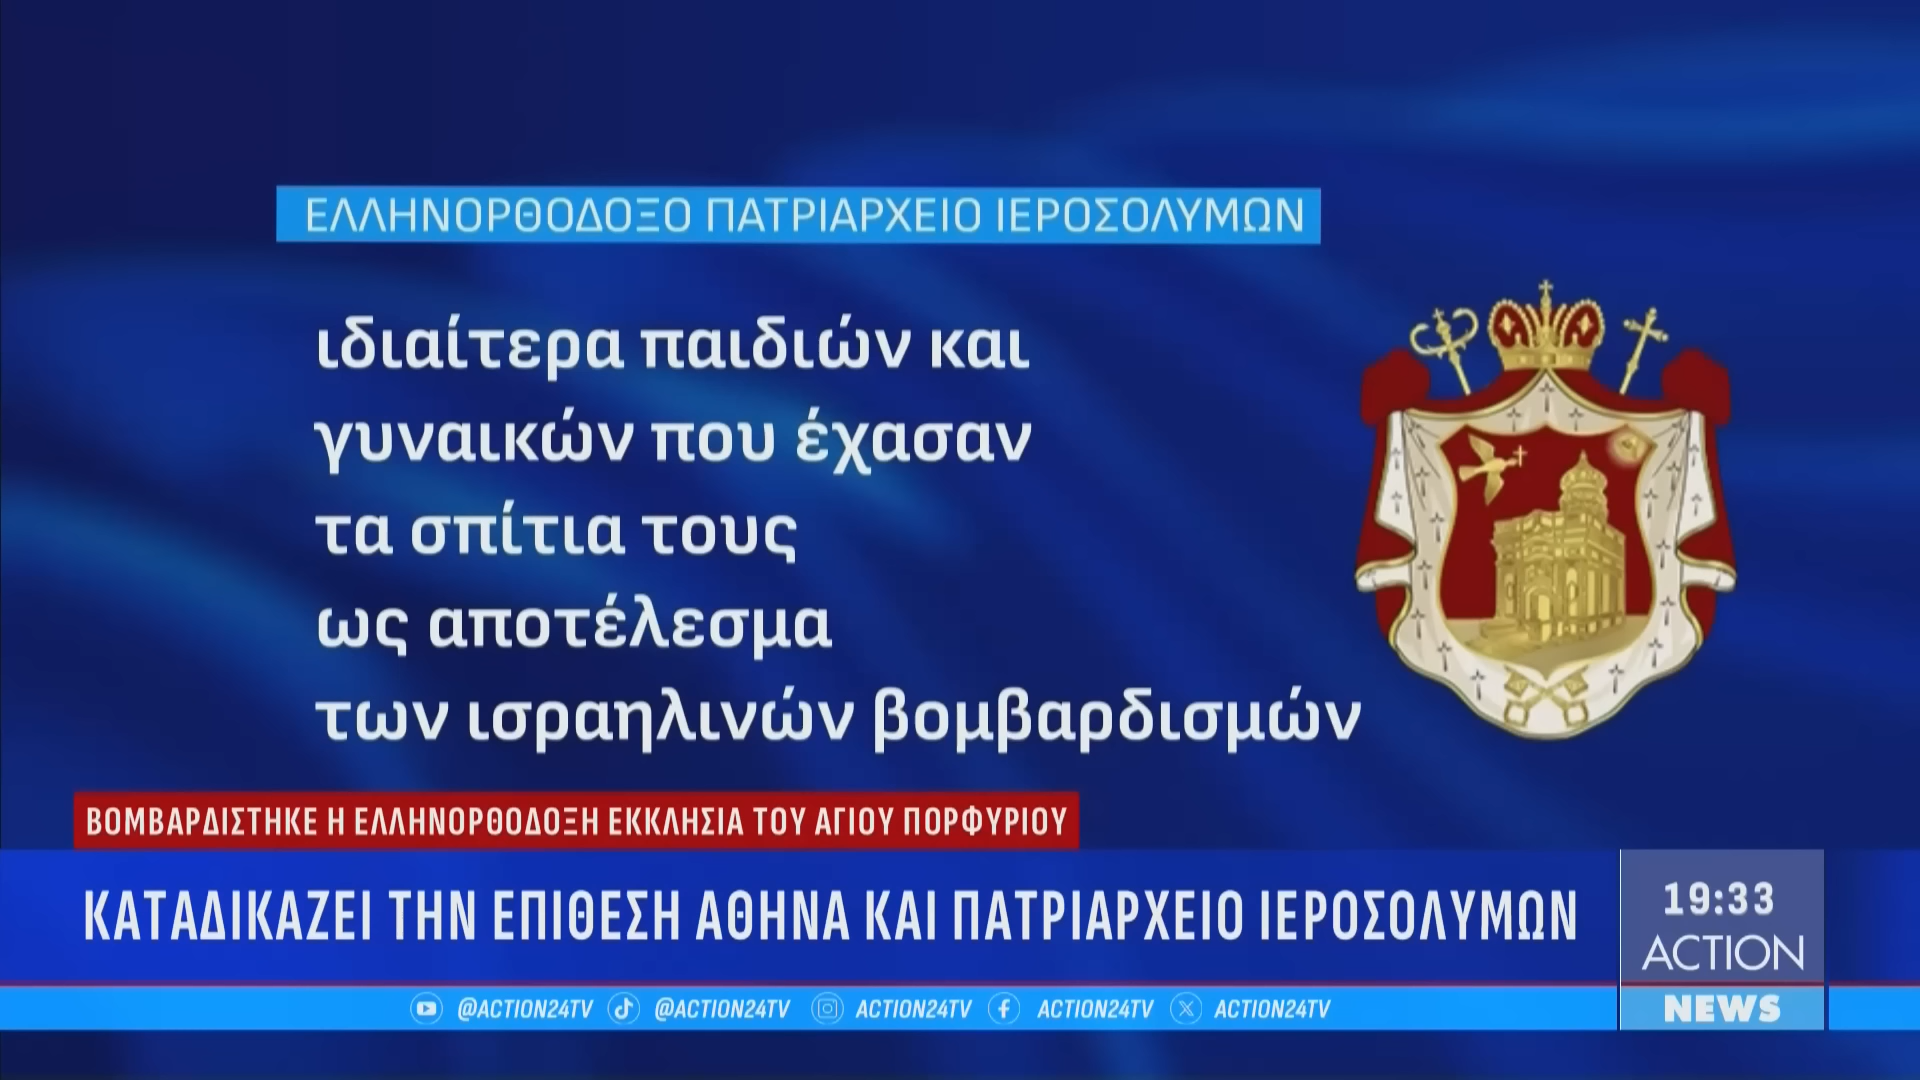 ΕΛΛΗΝΟΡΘΟΔΟΞΟ ΠΑΤΡΙΑΡΧΕΙΟ ΙΕΡΟΣΟΛΥΜΩΝ
ιδιαίτερα παιδιών και
γυναικών που έχασαν
τα σπίτια τους
ως αποτέλεσμα
των ισραηλινών βομβαρδισμών
ΒΟΜΒΑΡΔΙΣΤΗΚΕ Η ΕΛΛΗΝΟΡΘΟΔΟΞΗ ΕΚΚΛΗΣΙΑ ΤΟΥ ΑΓΙΟΥ ΠΟΡΦΥΡΙΟΥ
ΚΑΤΑΔΙΚΑΖΕΙ ΤΗΝ ΕΠΙΘΕΣΗ ΑΘΗΝΑ ΚΑΙ ΠΑΤΡΙΑΡΧΕΙΟ ΙΕΡΟΣΟΛΥΜΩΝ
19:33
ACTION
NEWS
@ACTION24TV @ACTION24TV ACTION24TV ACTION24TV ACTION24TV